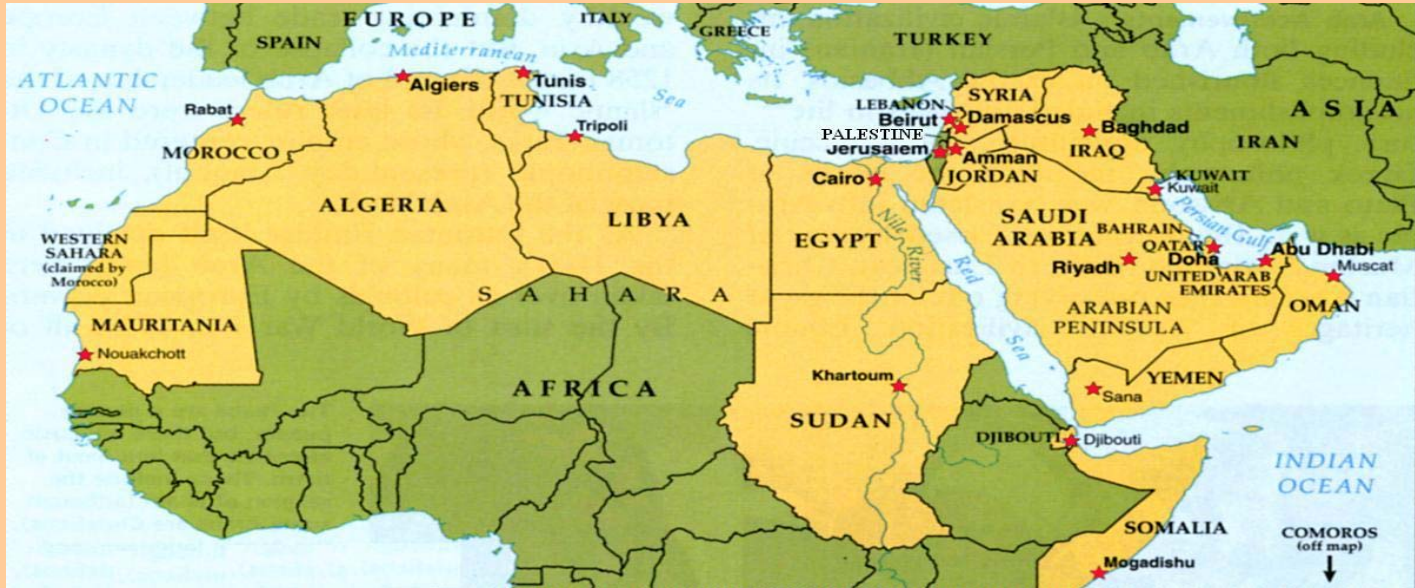 EUROPE
ITALY
SPAIN
GREECE
TURKEY
Mediterranean
Sea
ATLANTIC
OCEAN
Algiers
Tunis
TUNISIA
Rabat
Tripoli
MOROCCO
LEBANON
Beirut
SYRIA
Damascus
PALESTINE
Jerusalem
Baghdad
IRAQ
Amman
JORDAN
ASIA
IRAN
KUWAIT
Kuwait
Cairo
ALGERIA
LIBYA
EGYPT
Nile
River
SAUDI
ARABIA
BAHRAIN
QATAR
Doha
Persian Gulf
Abu Dhabi
Riyadh
UNITED ARAB
EMIRATES
Muscat
OMAN
WESTERN
SAHARA
(claimed by
Morocco)
SAHARA
Red
Sea
ARABIAN
PENINSULA
MAURITANIA
Nouakchott
AFRICA
Khartoum
SUDAN
YEMEN
Sana
DJIBOUTI
Djibouti
INDIAN
OCEAN
SOMALIA
Mogadishu
COMOROS
(off map)